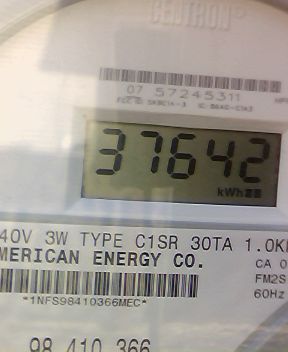 CENTRON®
07 57245311
37642
kWh
40V 3W TYPE C1SR 30TA 1.0K
MERICAN ENERGY CO.
CA 0
FM2S
*1NFS98410366MEC*
60Hz
98 410 366